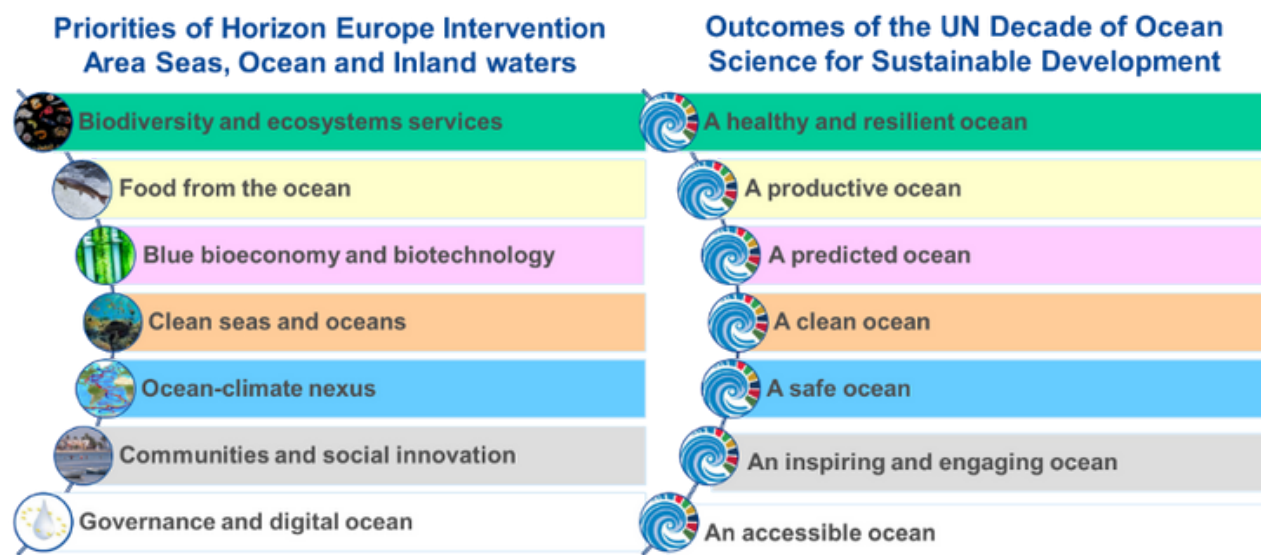 Priorities of Horizon Europe Intervention
Area Seas, Ocean and Inland waters
Biodiversity and ecosystems services
Food from the ocean
Blue bioeconomy and biotechnology
Clean seas and oceans
Ocean-climate nexus
Communities and social innovation
Governance and digital ocean
Outcomes of the UN Decade of Ocean
Science for Sustainable Development
A healthy and resilient ocean
A productive ocean
A predicted ocean
A clean ocean
A safe ocean
An inspiring and engaging ocean
An accessible ocean